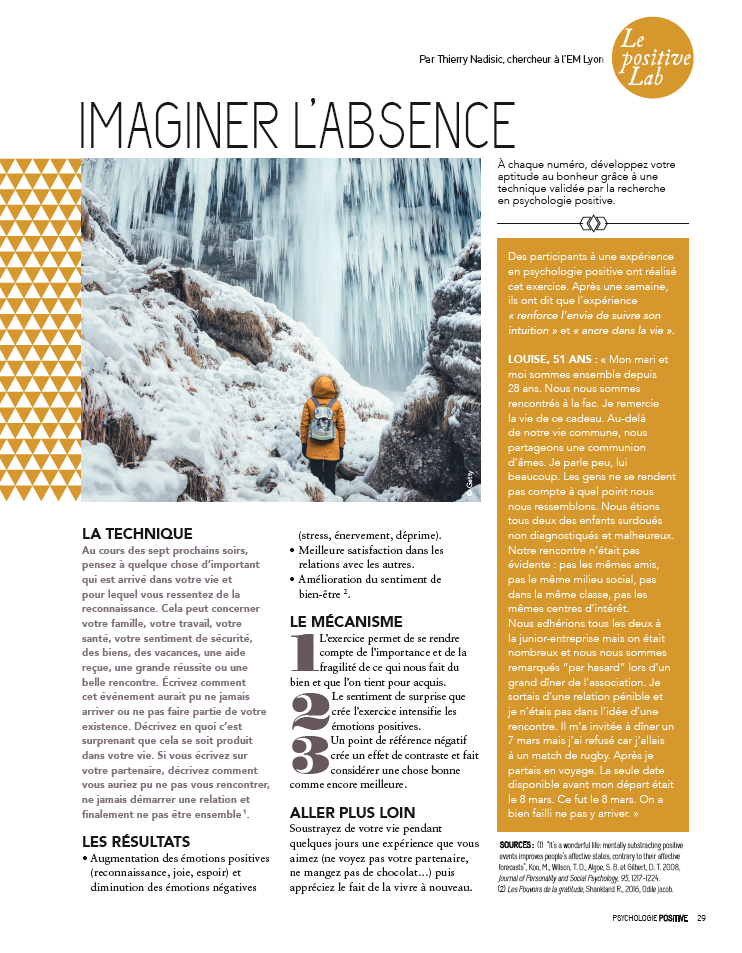 Par Thierry Nadisic, chercheur à l'EM Lyon
Le
positive
Lab
IMAGINER L'ABSENCE
À chaque numéro, développez votre
aptitude au bonheur grâce à une
technique validée par la recherche
en psychologie positive.
© Getty
LA TECHNIQUE
Au cours des sept prochains soirs,
pensez à quelque chose d'important
qui est arrivé dans votre vie et
pour lequel vous ressentez de la
reconnaissance. Cela peut concerner
votre famille, votre travail, votre
santé, votre sentiment de sécurité,
des biens, des vacances, une aide
reçue, une grande réussite ou une
belle rencontre. Écrivez comment
cet événement aurait pu ne jamais
arriver ou ne pas faire partie de votre
existence. Décrivez en quoi c'est
surprenant que cela se soit produit
dans votre vie. Si vous écrivez sur
votre partenaire, décrivez comment
vous auriez pu ne pas vous rencontrer,
ne jamais démarrer une relation et
finalement ne pas être ensemble ¹.
LES RÉSULTATS
• Augmentation des émotions positives
(reconnaissance, joie, espoir) et
diminution des émotions négatives
(stress, énervement, déprime).
• Meilleure satisfaction dans les
relations avec les autres.
• Amélioration du sentiment de
bien-être ².
LE MÉCANISME
1 L'exercice permet de se rendre
compte de l'importance et de la
fragilité de ce qui nous fait du
bien et que l'on tient pour acquis.
2 Le sentiment de surprise que
crée l'exercice intensifie les
émotions positives.
3 Un point de référence négatif
crée un effet de contraste et fait
considérer une chose bonne
comme encore meilleure.
ALLER PLUS LOIN
Soustrayez de votre vie pendant
quelques jours une expérience que vous
aimez (ne voyez pas votre partenaire,
ne mangez pas de chocolat...) puis
appréciez le fait de la vivre à nouveau.
Des participants à une expérience
en psychologie positive ont réalisé
cet exercice. Après une semaine,
ils ont dit que l'expérience
« renforce l'envie de suivre son
intuition » et « ancre dans la vie ».
LOUISE, 51 ANS : « Mon mari et
moi sommes ensemble depuis
28 ans. Nous nous sommes
rencontrés à la fac. Je remercie
la vie de ce cadeau. Au-delà
de notre vie commune, nous
partageons une communion
d'âmes. Je parle peu, lui
beaucoup. Les gens ne se rendent
pas compte à quel point nous
nous ressemblons. Nous étions
tous deux des enfants surdoués
non diagnostiqués et malheureux.
Notre rencontre n'était pas
évidente : pas les mêmes amis,
pas le même milieu social, pas
dans la même classe, pas les
mêmes centres d'intérêt.
Nous adhérions tous les deux à
la junior-entreprise mais on était
nombreux et nous nous sommes
remarqués "par hasard" lors d'un
grand dîner de l'association. Je
sortais d'une relation pénible et
je n'étais pas dans l'idée d'une
rencontre. Il m'a invitée à dîner un
7 mars mais j'ai refusé car j'allais
à un match de rugby. Après je
partais en voyage. La seule date
disponible avant mon départ était
le 8 mars. Ce fut le 8 mars. On a
bien failli ne pas y arriver. »
SOURCES : (1) "It's a wonderful life: mentally substracting positive
events improves people's affective states, contrary to their affective
forecasts", Koo, M., Wilson, T. D., Algoe, S. B. et Gilbert, D. T. 2008,
Journal of Personality and Social Psychology, 95, 1217-1224.
(2) Les Pouvoirs de la gratitude, Shankland R., 2016, Odile Jacob.
PSYCHOLOGIE POSITIVE 29